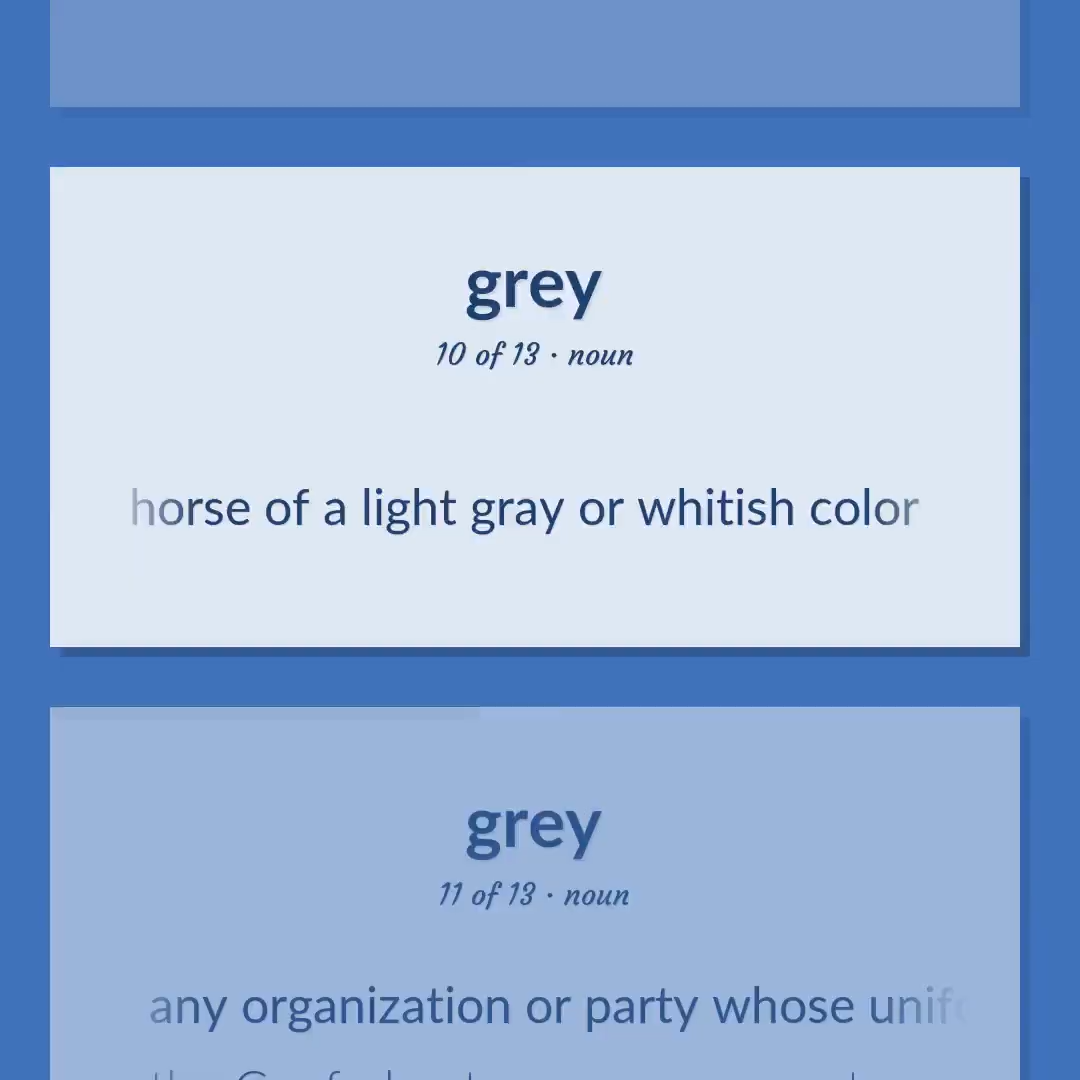 grey
10 of 13 · noun
horse of a light gray or whitish color
grey
11 of 13 · noun
any organization or party whose